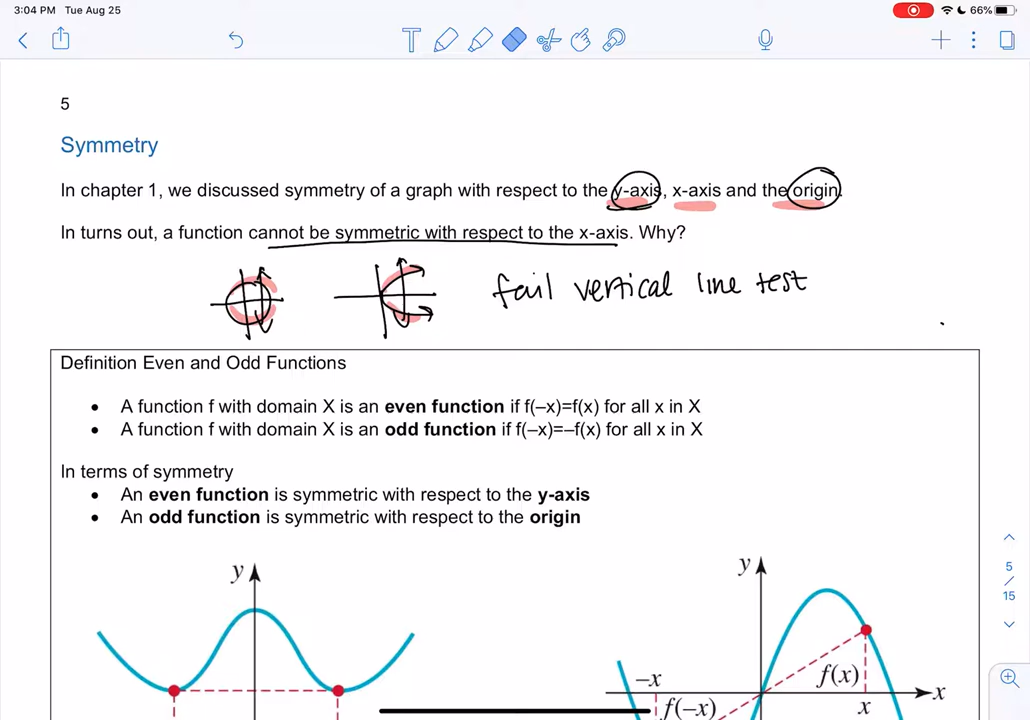 3:04 PM Tue Aug 25
66%
5
Symmetry
In chapter 1, we discussed symmetry of a graph with respect to the y-axis, x-axis and the origin.
In turns out, a function cannot be symmetric with respect to the x-axis. Why?
fail vertical line test
Definition Even and Odd Functions
• A function f with domain X is an even function if f(−x)=f(x) for all x in X
• A function f with domain X is an odd function if f(−x)=−f(x) for all x in X
In terms of symmetry
• An even function is symmetric with respect to the y-axis
• An odd function is symmetric with respect to the origin
y
y
−x
f(x)
x
f(−x)
x
5
/
15